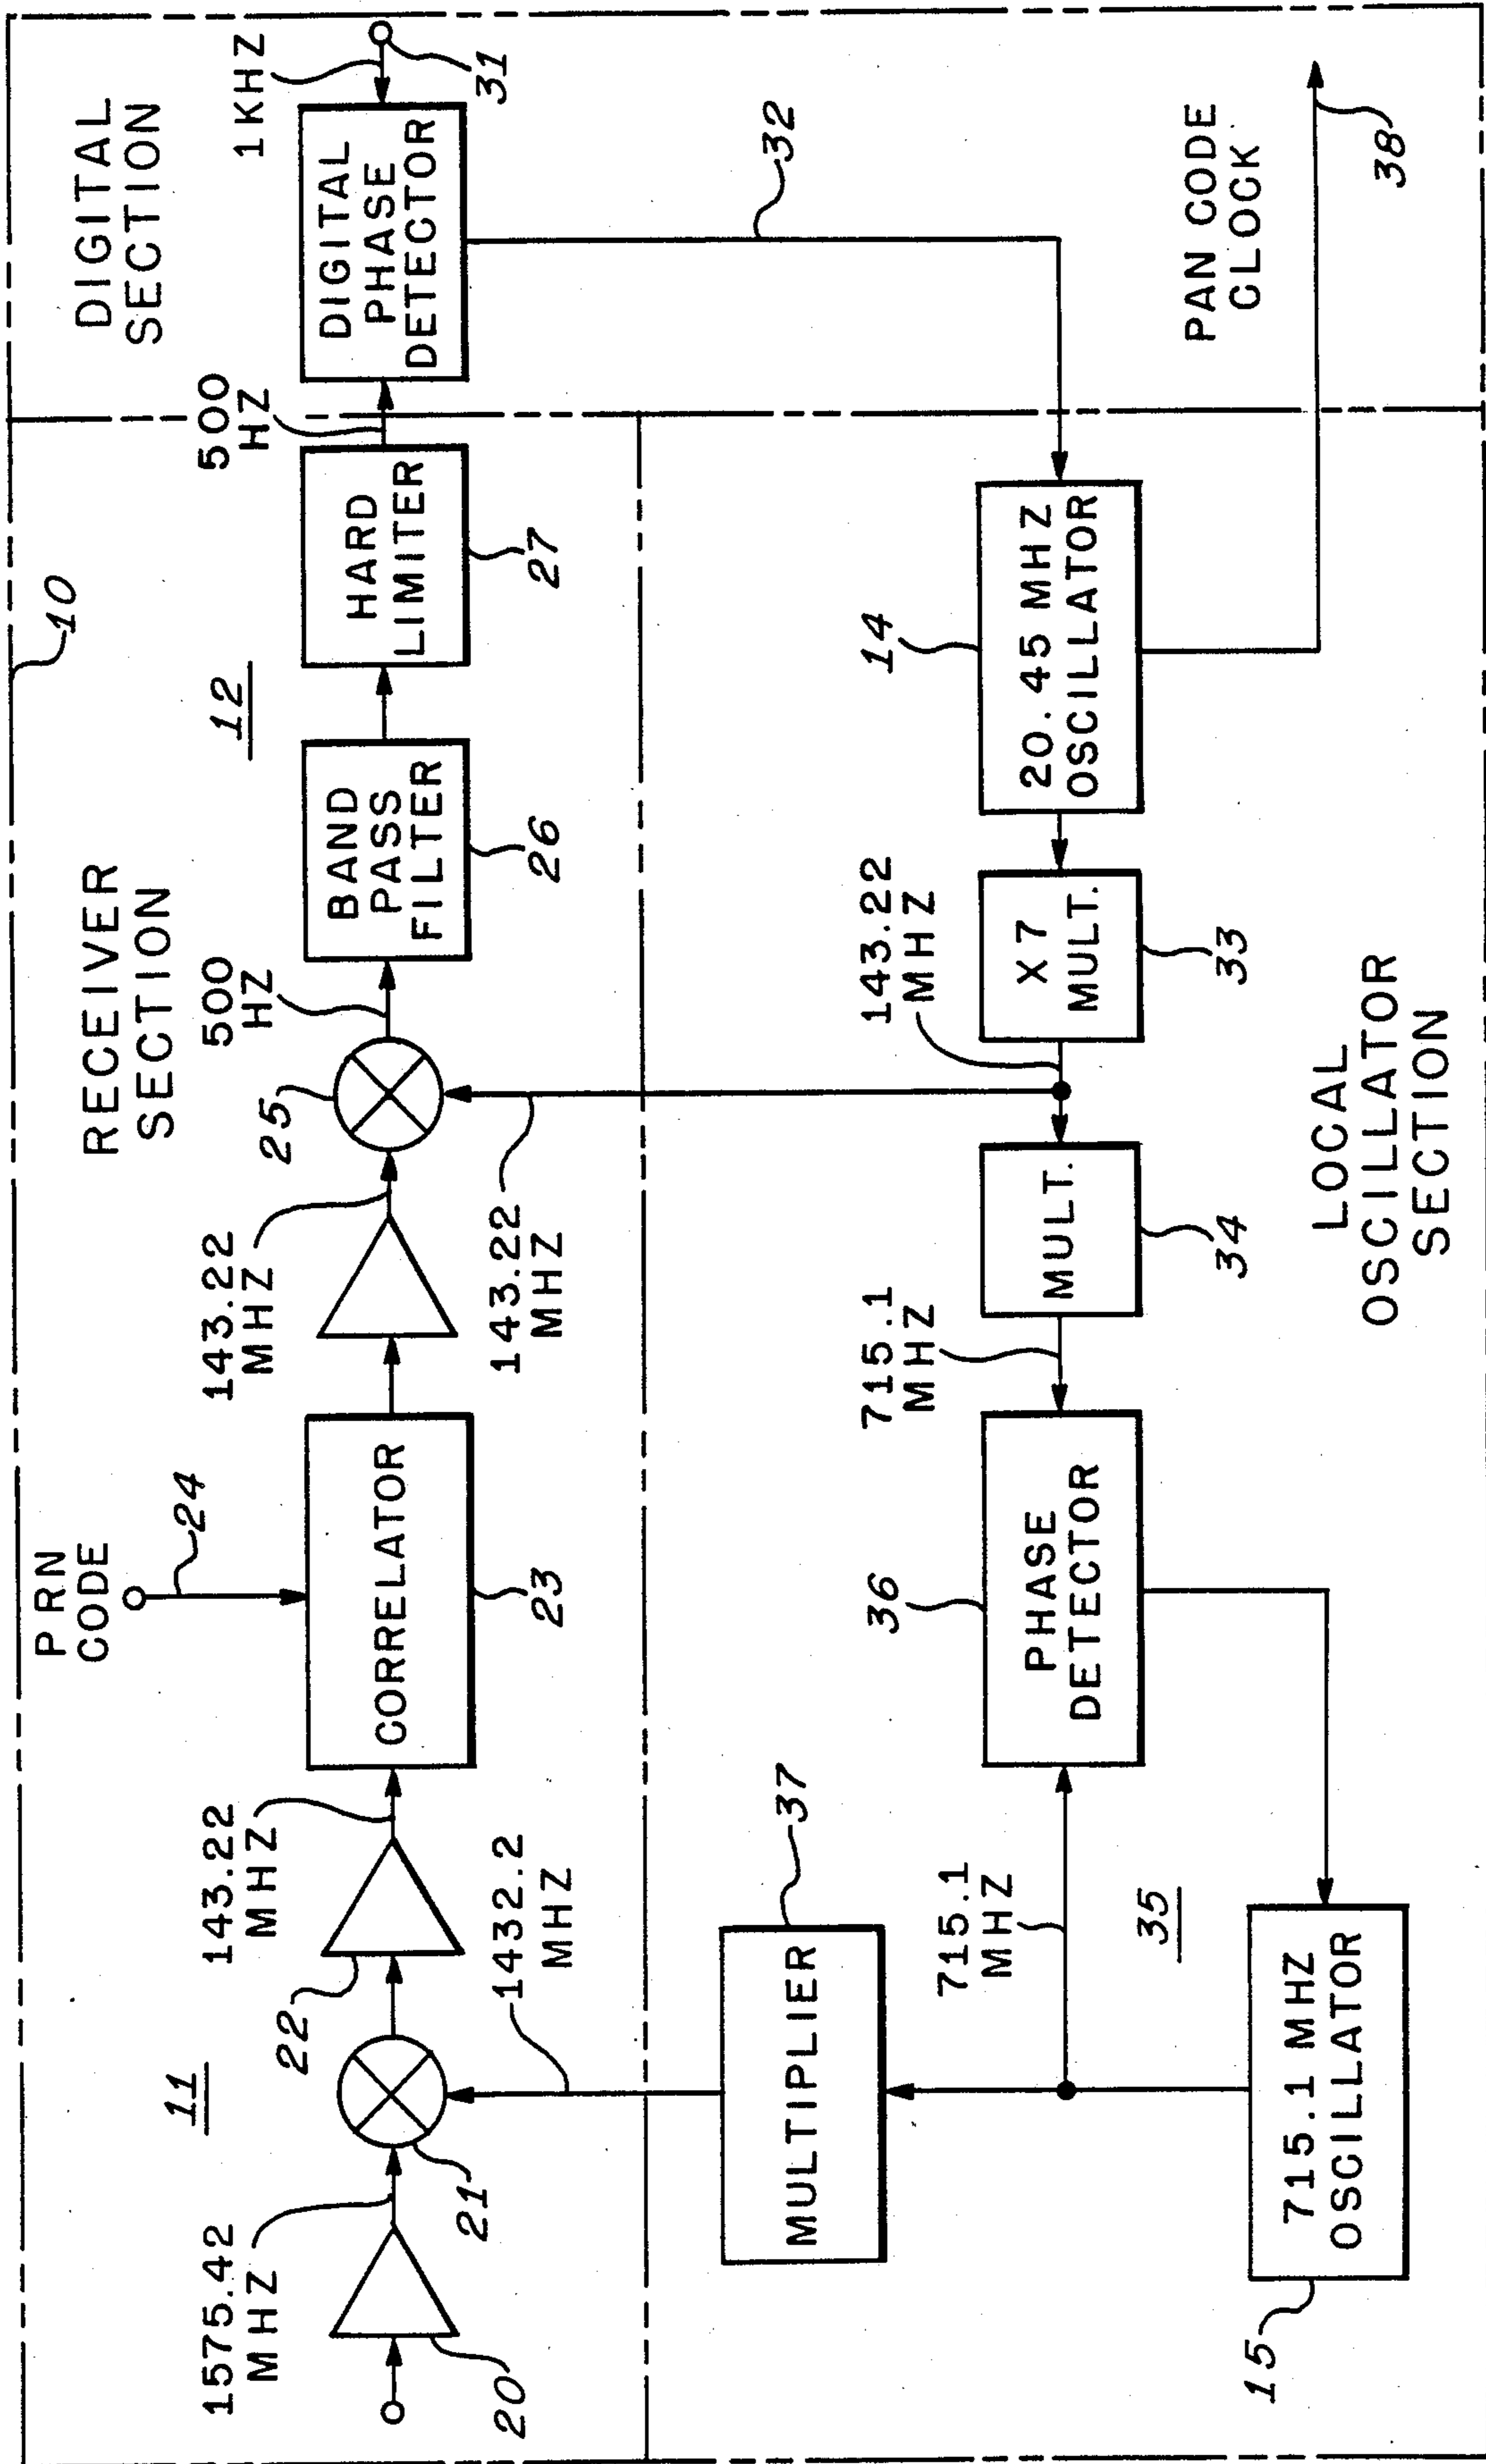 10
RECEIVER
SECTION
DIGITAL
SECTION
11
12
PRN
CODE
24
1575.42
MHZ
20
21
22
143.22
MHZ
1432.2
MHZ
CORRELATOR
23
143.22
MHZ
25
143.22
MHZ
500
HZ
BAND
PASS
FILTER
26
HARD
LIMITER
27
500
HZ
DIGITAL
PHASE
DETECTOR
1KHZ
31
32
MULTIPLIER
37
715.1
MHZ
35
715.1 MHZ
OSCILLATOR
15
PHASE
DETECTOR
36
715.1
MHZ
MULT.
34
143.22
MHZ
X7
MULT.
33
20.45 MHZ
OSCILLATOR
14
PAN CODE
CLOCK
38
LOCAL
OSCILLATOR
SECTION